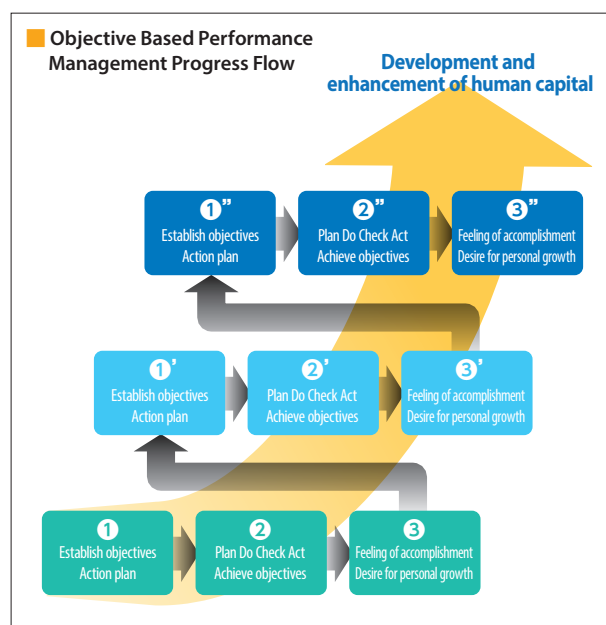 Objective Based Performance
Management Progress Flow
Development and
enhancement of human capital
1”
Establish objectives
Action plan
2”
Plan Do Check Act
Achieve objectives
3”
Feeling of accomplishment
Desire for personal growth
1’
Establish objectives
Action plan
2’
Plan Do Check Act
Achieve objectives
3’
Feeling of accomplishment
Desire for personal growth
1
Establish objectives
Action plan
2
Plan Do Check Act
Achieve objectives
3
Feeling of accomplishment
Desire for personal growth